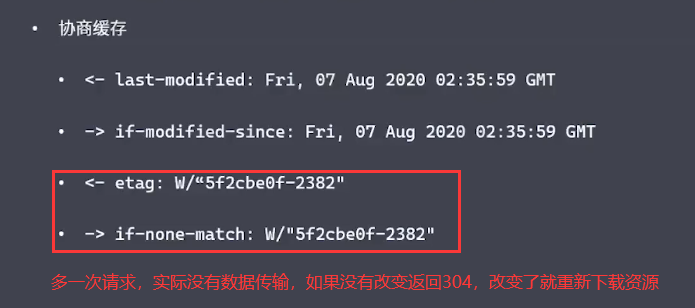 • 协商缓存
• <- last-modified: Fri, 07 Aug 2020 02:35:59 GMT
• -> if-modified-since: Fri, 07 Aug 2020 02:35:59 GMT
• <- etag: W/“5f2cbe0f-2382"
• -> if-none-match: W/"5f2cbe0f-2382"
多一次请求，实际没有数据传输，如果没有改变返回304，改变了就重新下载资源